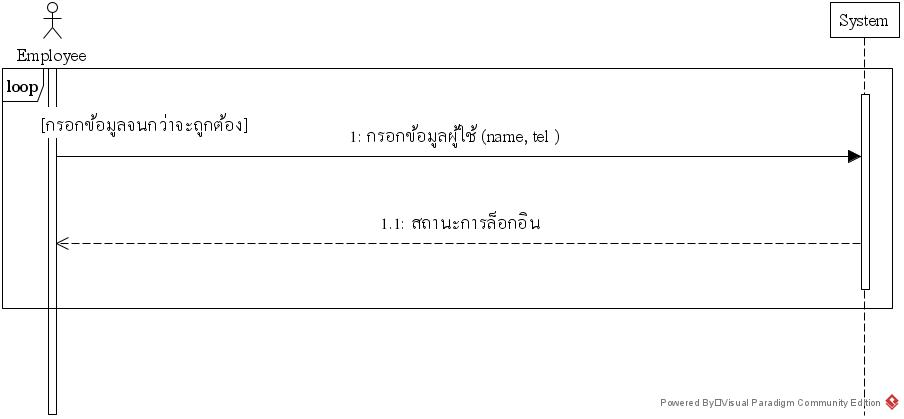 Employee
System
loop
[กรอกข้อมูลจนกว่าจะถูกต้อง]
1: กรอกข้อมูลผู้ใช้ (name, tel )
1.1: สถานะการล็อกอิน
Powered By Visual Paradigm Community Edition